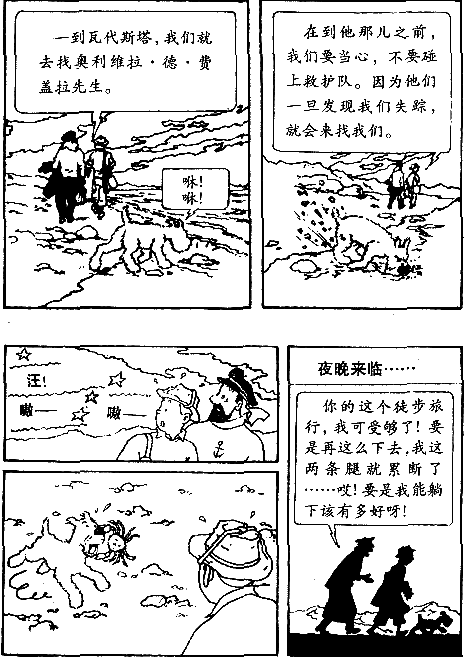 一到瓦代斯塔,我们就
去找奥利维拉·德·费
盖拉先生。
咻!
咻!
在到他那儿之前,
我们要当心,不要碰
上救护队。因为他们
一旦发现我们失踪,
就会来找我们。
汪!
嗷—
嗷—
夜晚来临……
你的这个徒步旅
行,我可受够了!要
是再这么下去,我这
两条腿就累断了
……哎!要是我能躺
下该有多好呀!